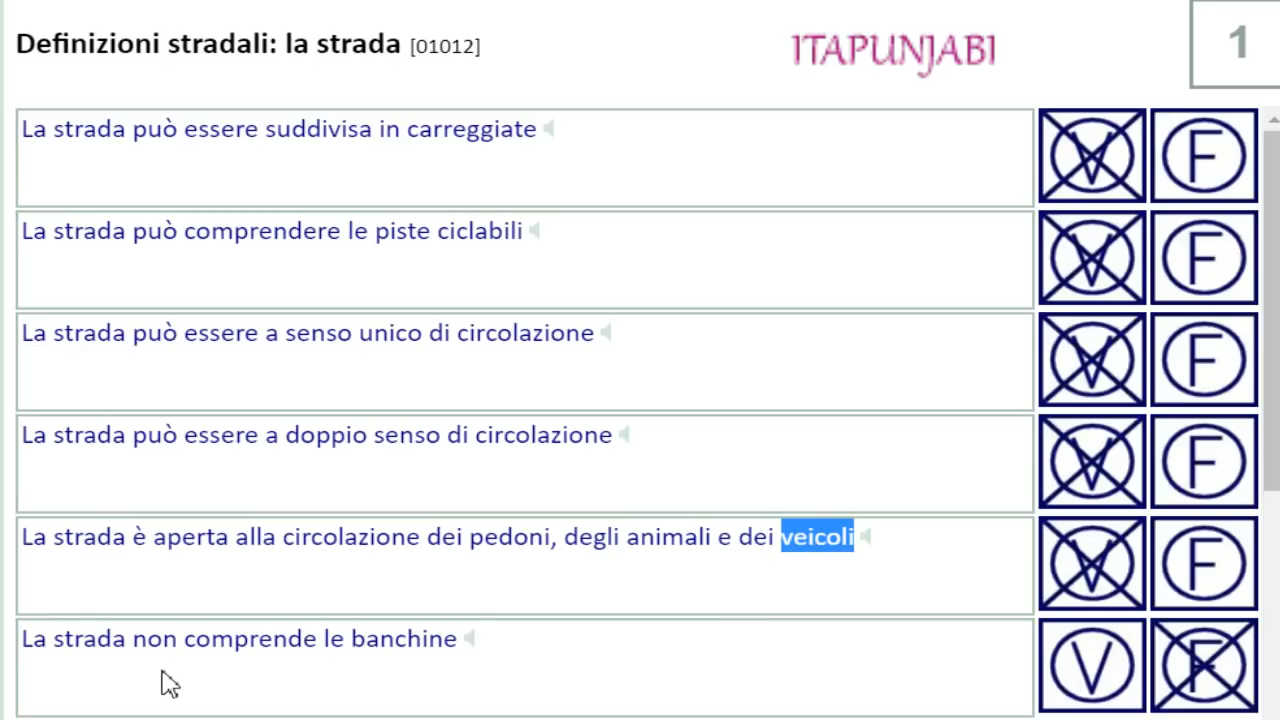 Definizioni stradali: la strada [01012]
ITAPUNJABI
1
La strada può essere suddivisa in carreggiate
V F
La strada può comprendere le piste ciclabili
V F
La strada può essere a senso unico di circolazione
V F
La strada può essere a doppio senso di circolazione
V F
La strada è aperta alla circolazione dei pedoni, degli animali e dei veicoli
V F
La strada non comprende le banchine
V F